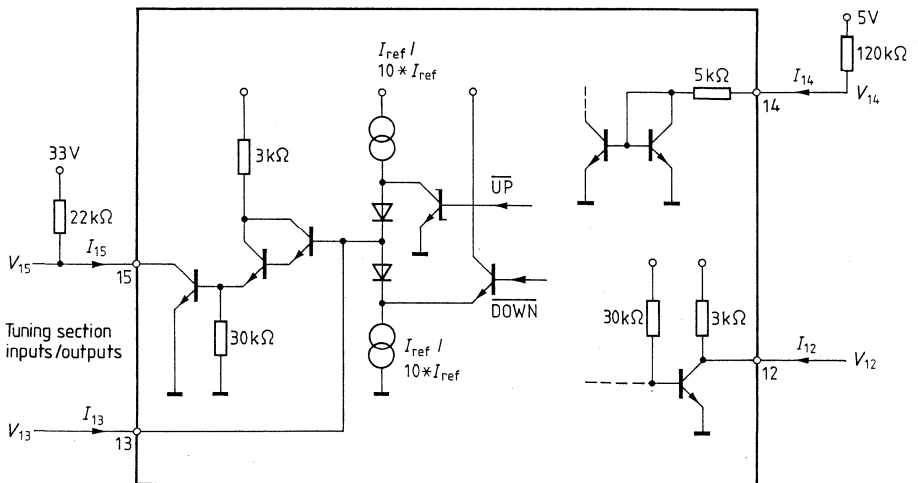 I_ref /
10 * I_ref
5V
120kΩ
5kΩ
I_14
14
V_14
3kΩ
33V
22kΩ
UP
V_15
I_15
15
DOWN
30kΩ
3kΩ
30kΩ
I_ref /
10*I_ref
Tuning section
inputs/outputs
I_12
12
V_12
I_13
V_13
13